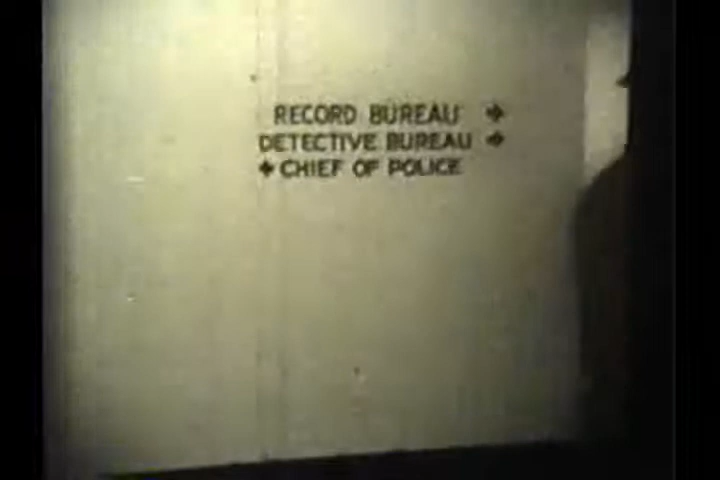 RECORD BUREAU →
DETECTIVE BUREAU →
← CHIEF OF POLICE